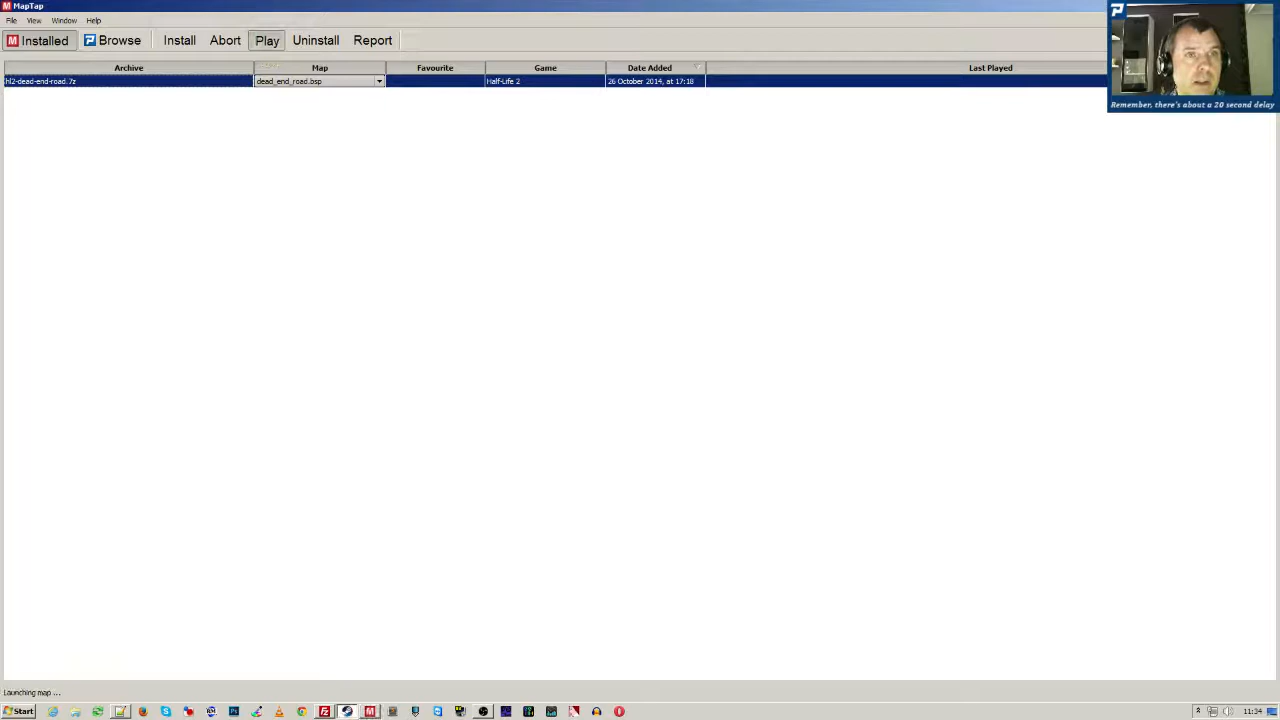 MapTap
File View Window Help
Installed Browse Install Abort Play Uninstall Report
Archive Map Favourite Game Date Added Last Played
hl2-dead-end-road.7z dead_end_road.bsp Half-Life 2 26 October 2014, at 17:18
Remember, there's about a 20 second delay
Launching map ...
Start 11:34